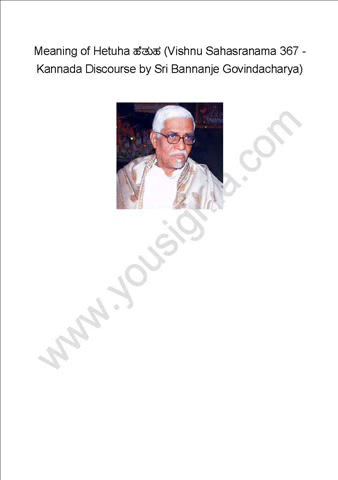 Meaning of Hetuha ಹೆತುಹ (Vishnu Sahasranama 367 -
Kannada Discourse by Sri Bannanje Govindacharya)
www.yousigma.com